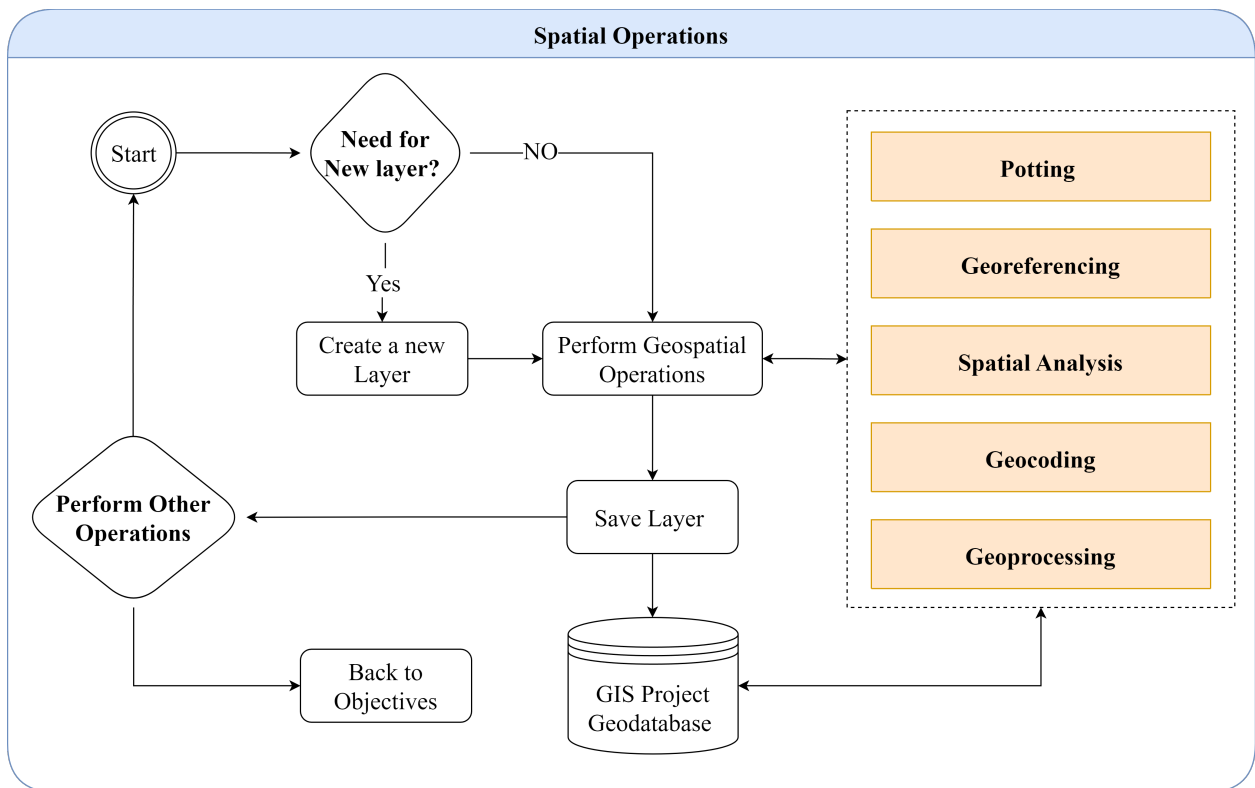 Spatial Operations
Start
Need for
New layer?
NO
Yes
Create a new
Layer
Perform Geospatial
Operations
Potting
Georeferencing
Spatial Analysis
Geocoding
Geoprocessing
Perform Other
Operations
Save Layer
Back to
Objectives
GIS Project
Geodatabase